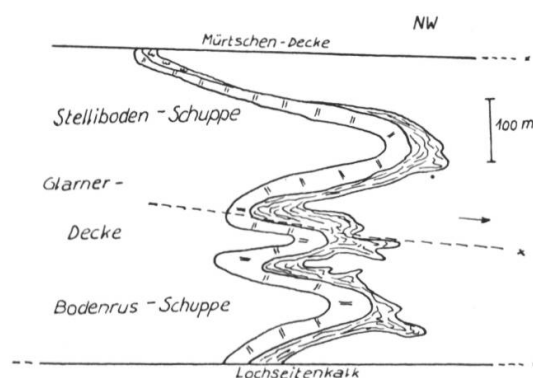 NW
Mürtschen-Decke
Stelliboden-Schuppe
100 m
Glarner-
Decke
Bodenrus-Schuppe
Lochseitenkalk